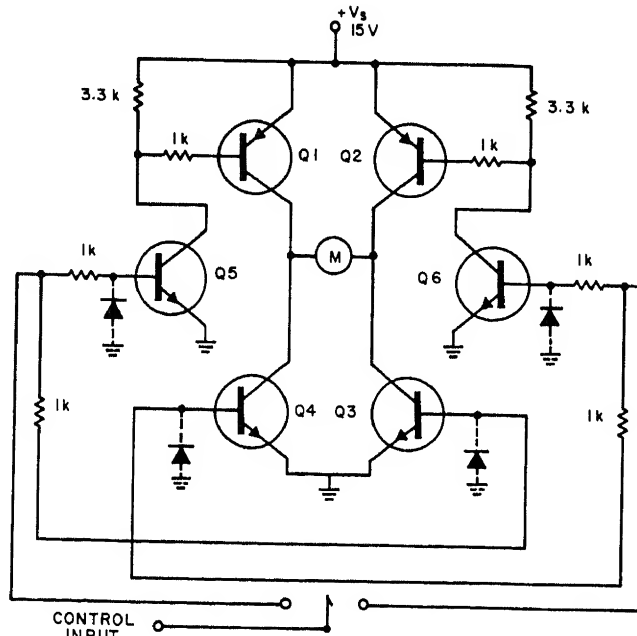 +Vs
15V
3.3 k
3.3 k
1k
Q1
Q2
1k
M
1k
Q5
Q6
1k
1k
Q4
Q3
1k
CONTROL
INPUT